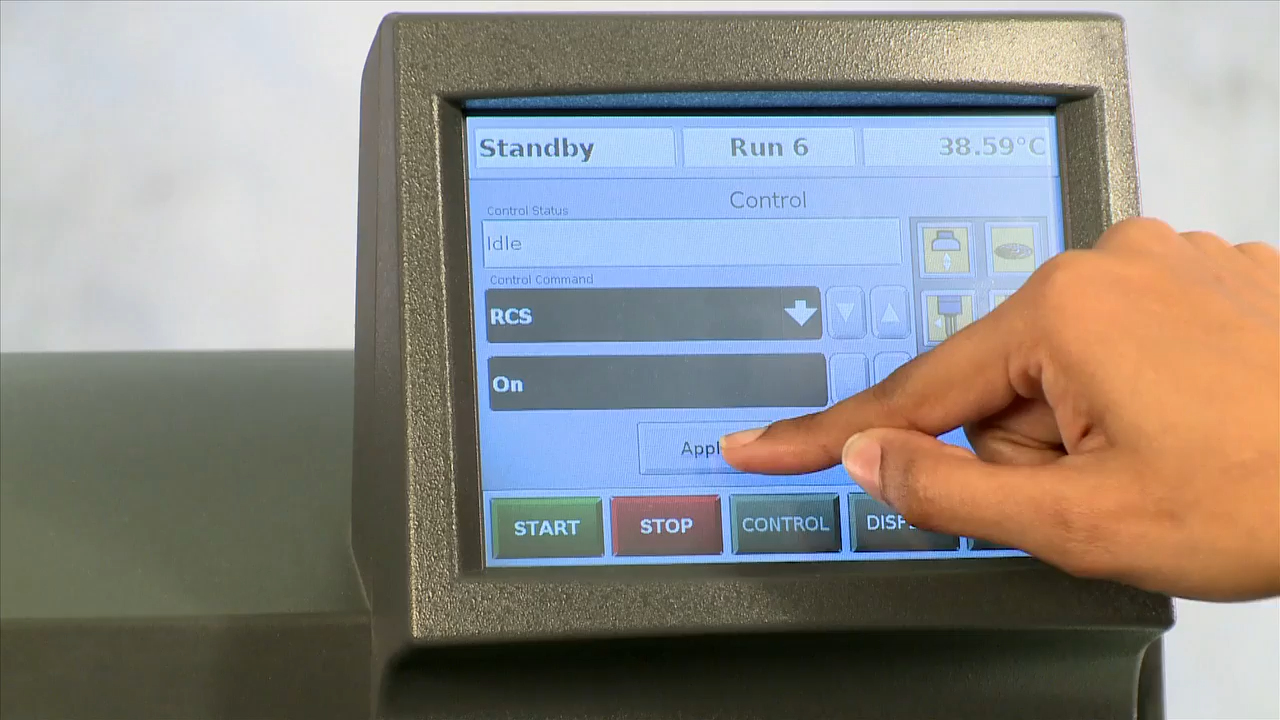 Standby Run 6 38.59°C
Control
Control Status
Idle
Control Command
RCS
On
Appl
START STOP CONTROL DISP